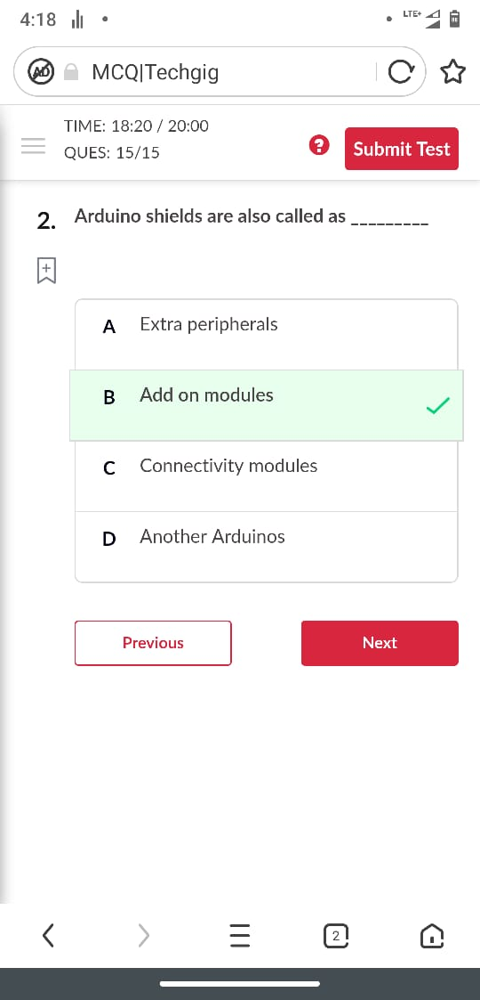 4:18
LTE+
AD MCQ|Techgig
TIME: 18:20 / 20:00
QUES: 15/15
?
Submit Test
2. Arduino shields are also called as _________
A Extra peripherals
B Add on modules
C Connectivity modules
D Another Arduinos
Previous
Next
2